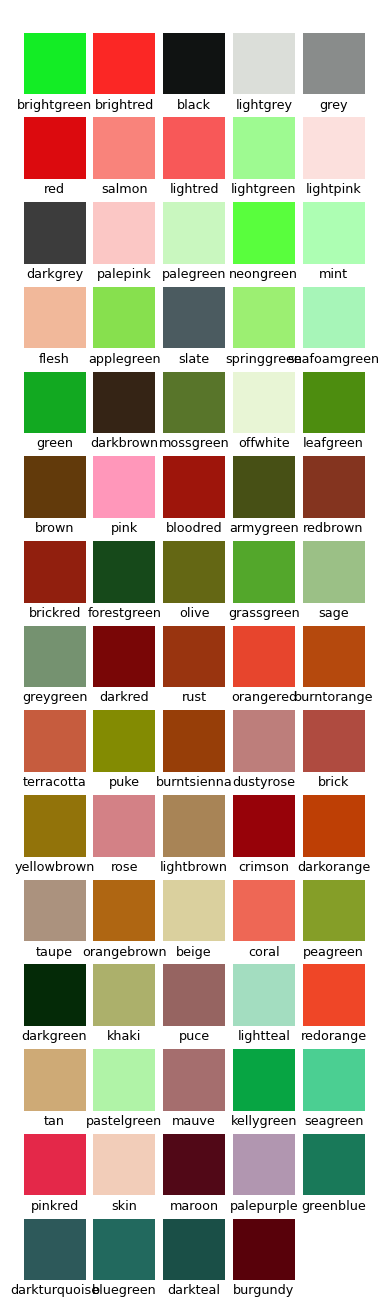 brightgreen brightred black lightgrey grey
red salmon lightred lightgreen lightpink
darkgrey palepink palegreen neongreen mint
flesh applegreen slate springgreen seafoamgreen
green darkbrown mossgreen offwhite leafgreen
brown pink bloodred armygreen redbrown
brickred forestgreen olive grassgreen sage
greygreen darkred rust orangered burntorange
terracotta puke burntsienna dustyrose brick
yellowbrown rose lightbrown crimson darkorange
taupe orangebrown beige coral peagreen
darkgreen khaki puce lightteal redorange
tan pastelgreen mauve kellygreen seagreen
pinkred skin maroon palepurple greenblue
darkturquoise bluegreen darkteal burgundy